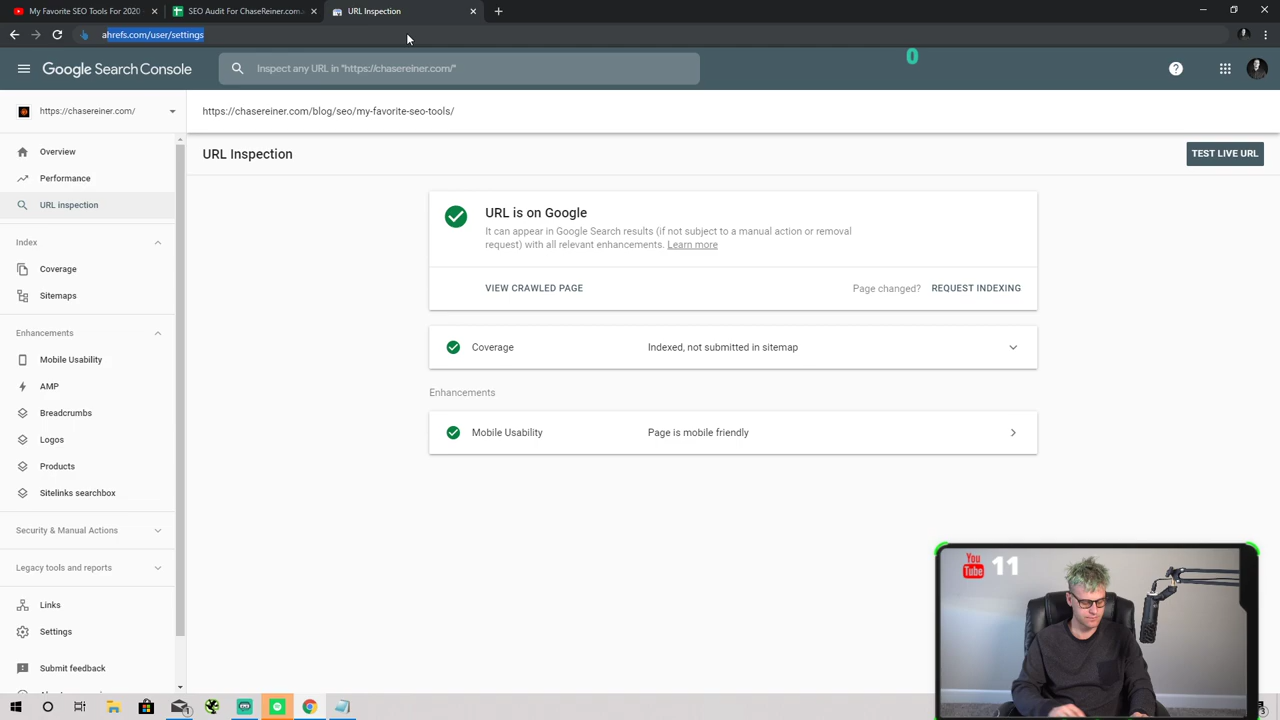 My Favorite SEO Tools For 2020
SEO Audit For ChaseReiner.com
URL Inspection
ahrefs.com/user/settings
Google Search Console
Inspect any URL in "https://chasereiner.com/"
0
https://chasereiner.com/
https://chasereiner.com/blog/seo/my-favorite-seo-tools/
Overview
Performance
URL inspection
Index
Coverage
Sitemaps
Enhancements
Mobile Usability
AMP
Breadcrumbs
Logos
Products
Sitelinks searchbox
Security & Manual Actions
Legacy tools and reports
Links
Settings
Submit feedback
URL Inspection
TEST LIVE URL
URL is on Google
It can appear in Google Search results (if not subject to a manual action or removal
request) with all relevant enhancements. Learn more
VIEW CRAWLED PAGE
Page changed? REQUEST INDEXING
Coverage Indexed, not submitted in sitemap
Enhancements
Mobile Usability Page is mobile friendly
You
Tube
11
1
3